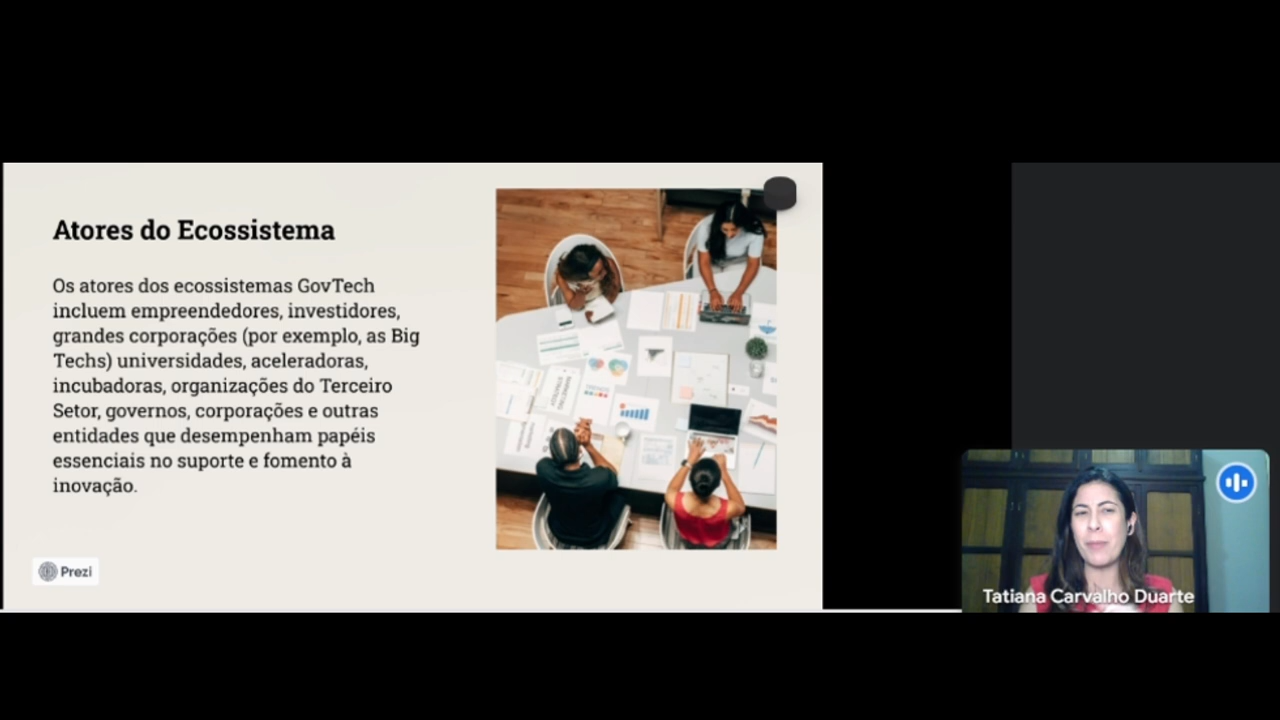 Atores do Ecossistema
Os atores dos ecossistemas GovTech
incluem empreendedores, investidores,
grandes corporações (por exemplo, as Big
Techs) universidades, aceleradoras,
incubadoras, organizações do Terceiro
Setor, governos, corporações e outras
entidades que desempenham papéis
essenciais no suporte e fomento à
inovação.
Prezi
Tatiana Carvalho Duarte